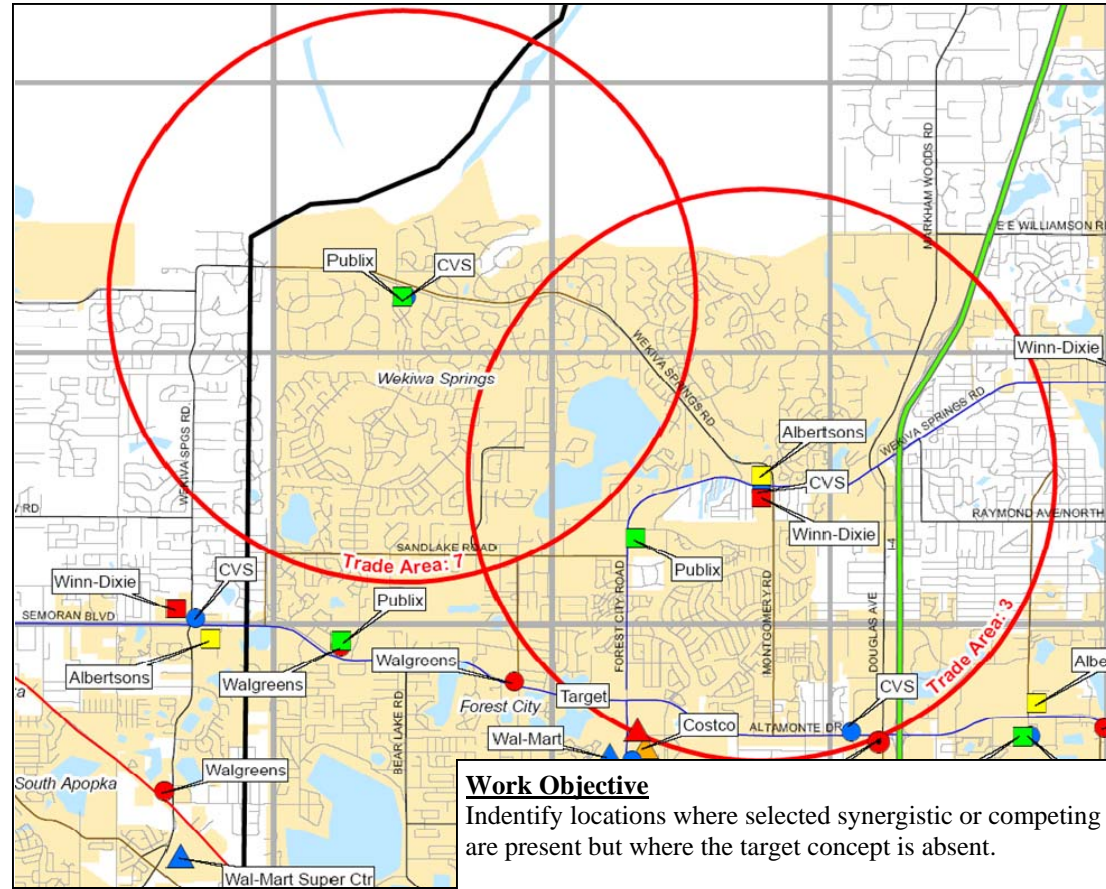 MARKHAM WOODS RD
E E WILLIAMSON R
Publix
CVS
Winn-Dixie
Wekiwa Springs
WEKIVA SPRINGS RD
WEKIVA SPRINGS RD
Albertsons
WEKIVA SPGS RD
CVS
RAYMOND AVE/NORTH
Winn-Dixie
SANDLAKE ROAD
I-4
Trade Area: 7
Publix
CVS
Winn-Dixie
Publix
SEMORAN BLVD
FOREST CITY ROAD
MONTGOMERY RD
DOUGLAS AVE
Trade Area: 3
Albertsons
Walgreens
Walgreens
CVS
Target
Forest City
Costco
BEAR LAKE RD
Wal-Mart
ALTAMONTE DR
Walgreens
South Apopka
Wal-Mart Super Ctr
Work Objective
Indentify locations where selected synergistic or competing
are present but where the target concept is absent.